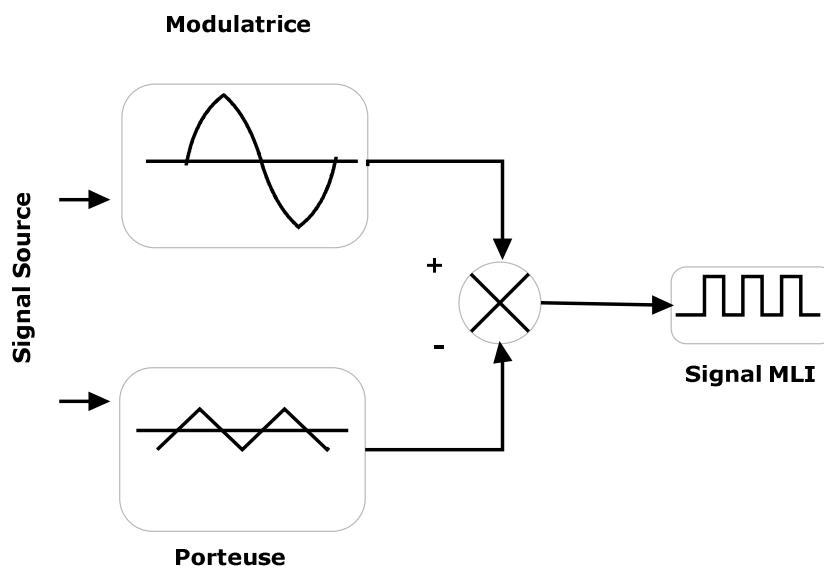 Modulatrice
Signal Source
+
-
Signal MLI
Porteuse